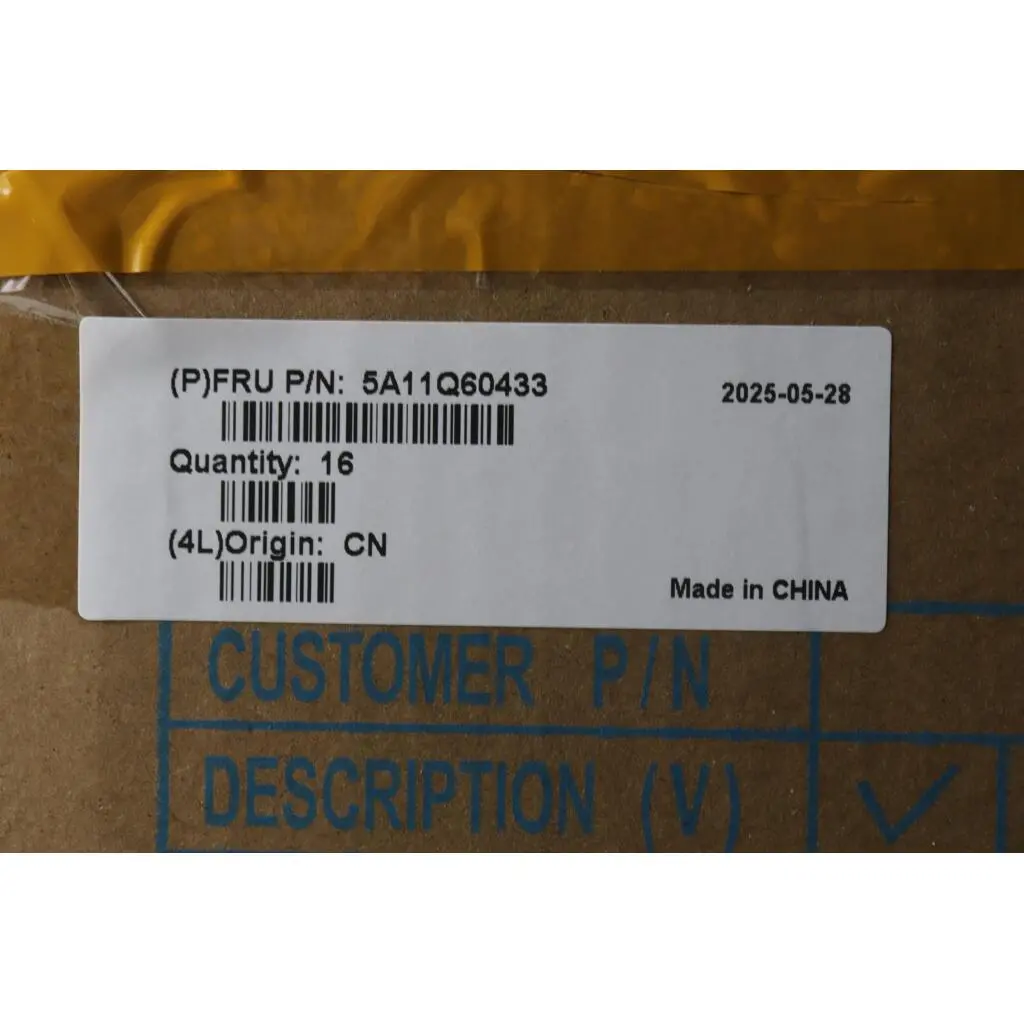 (P)FRU P/N: 5A11Q60433
2025-05-28
Quantity: 16
(4L)Origin: CN
Made in CHINA
CUSTOMER P/N
DESCRIPTION (V)